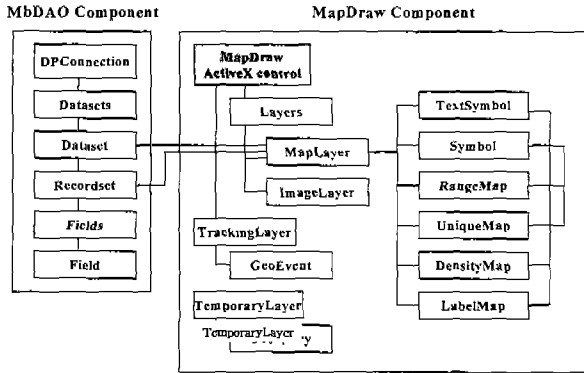 MbDAO Component
MapDraw Component
DPConnection
Datasets
Dataset
Recordset
Fields
Field
MapDraw
ActiveX control
Layers
MapLayer
ImageLayer
TrackingLayer
GeoEvent
TemporaryLayer
TemporaryLayer
TextSymbol
Symbol
RangeMap
UniqueMap
DensityMap
LabelMap